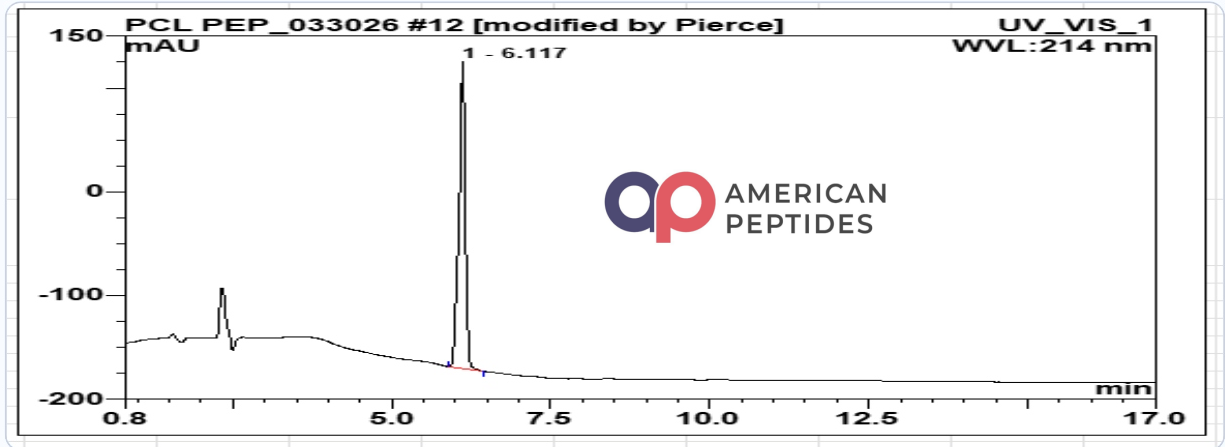 PCL PEP_033026 #12 [modified by Pierce]
UV_VIS_1
150
mAU
WVL:214 nm
1 - 6.117
0
AMERICAN
PEPTIDES
-100
min
-200
0.8
5.0
7.5
10.0
12.5
17.0